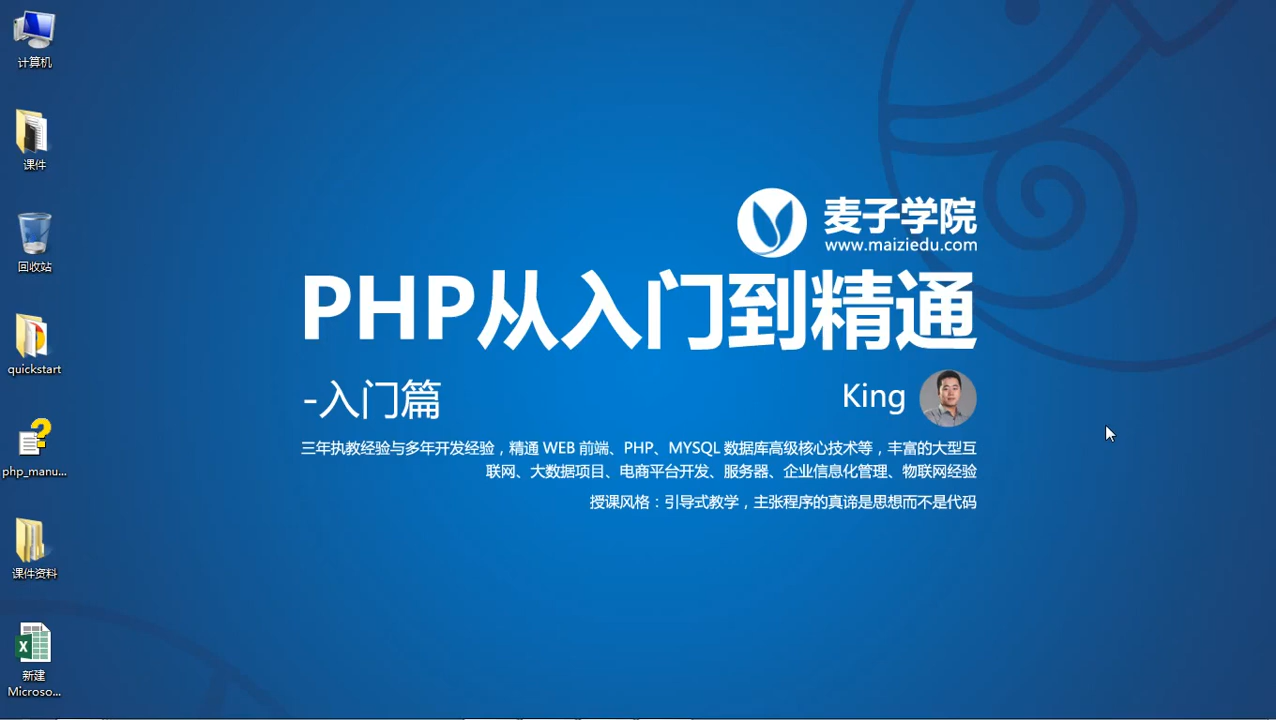 计算机
课件
回收站
quickstart
php_manu...
课件资料
新建
Microso...
麦子学院
www.maiziedu.com
PHP从入门到精通
-入门篇
King
三年执教经验与多年开发经验，精通 WEB 前端、PHP、MYSQL 数据库高级核心技术等，丰富的大型互
联网、大数据项目、电商平台开发、服务器、企业信息化管理、物联网经验
授课风格：引导式教学，主张程序的真谛是思想而不是代码